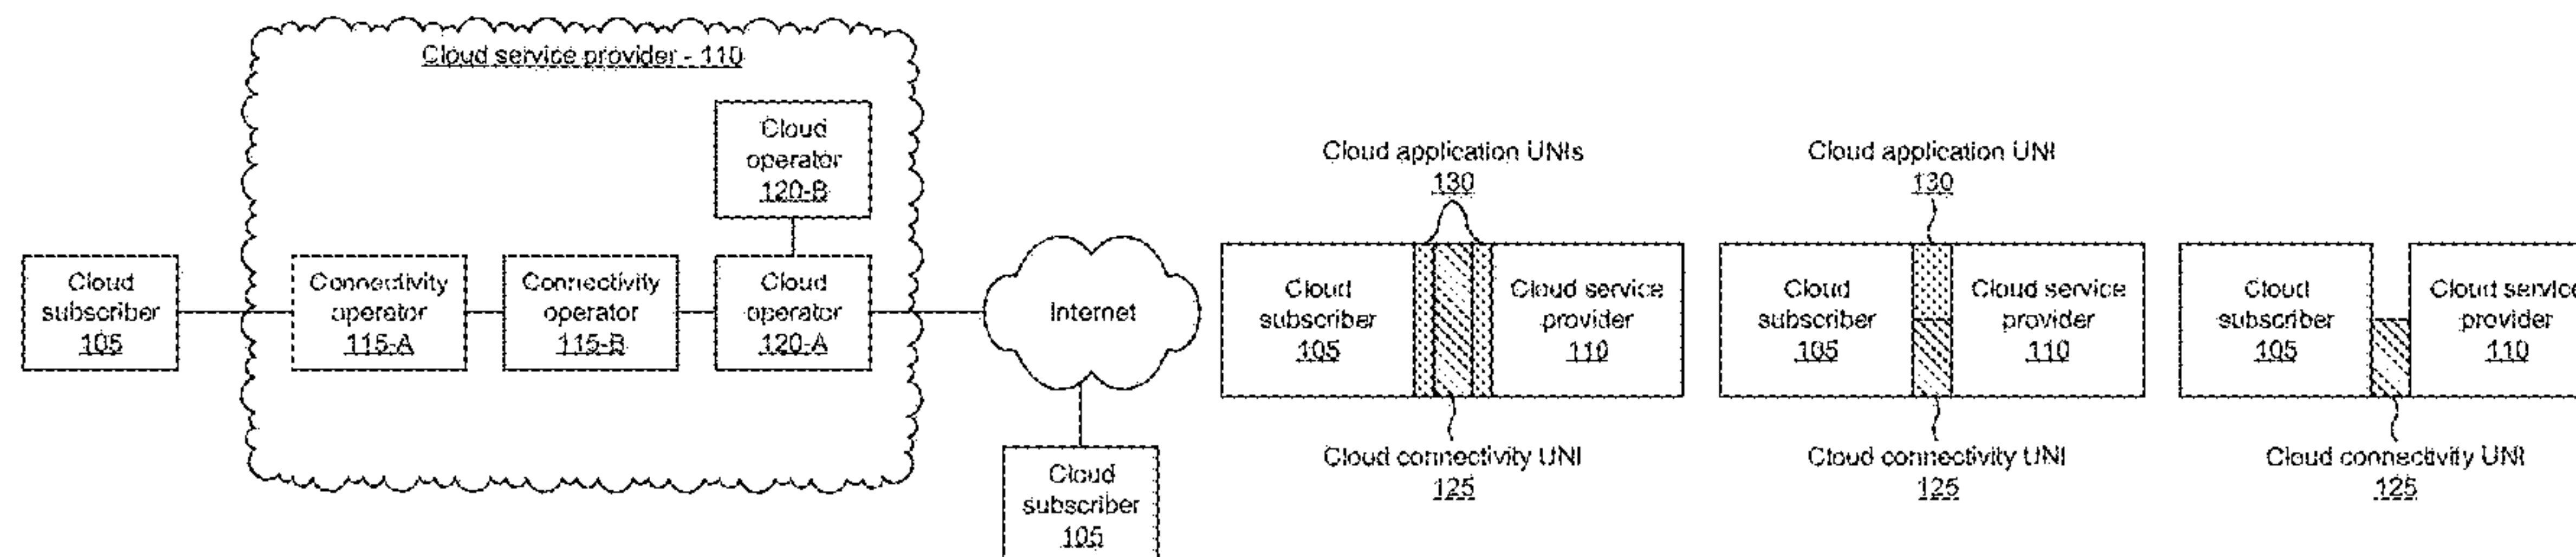 Cloud service provider - 110
Cloud
operator
120-B
Cloud
subscriber
105
Connectivity
operator
115-A
Connectivity
operator
115-B
Cloud
operator
120-A
Internet
Cloud
subscriber
105
Cloud application UNIs
130
Cloud
subscriber
105
Cloud service
provider
110
Cloud connectivity UNI
125
Cloud application UNI
130
Cloud
subscriber
105
Cloud service
provider
110
Cloud connectivity UNI
125
Cloud
subscriber
105
Cloud service
provider
110
Cloud connectivity UNI
125